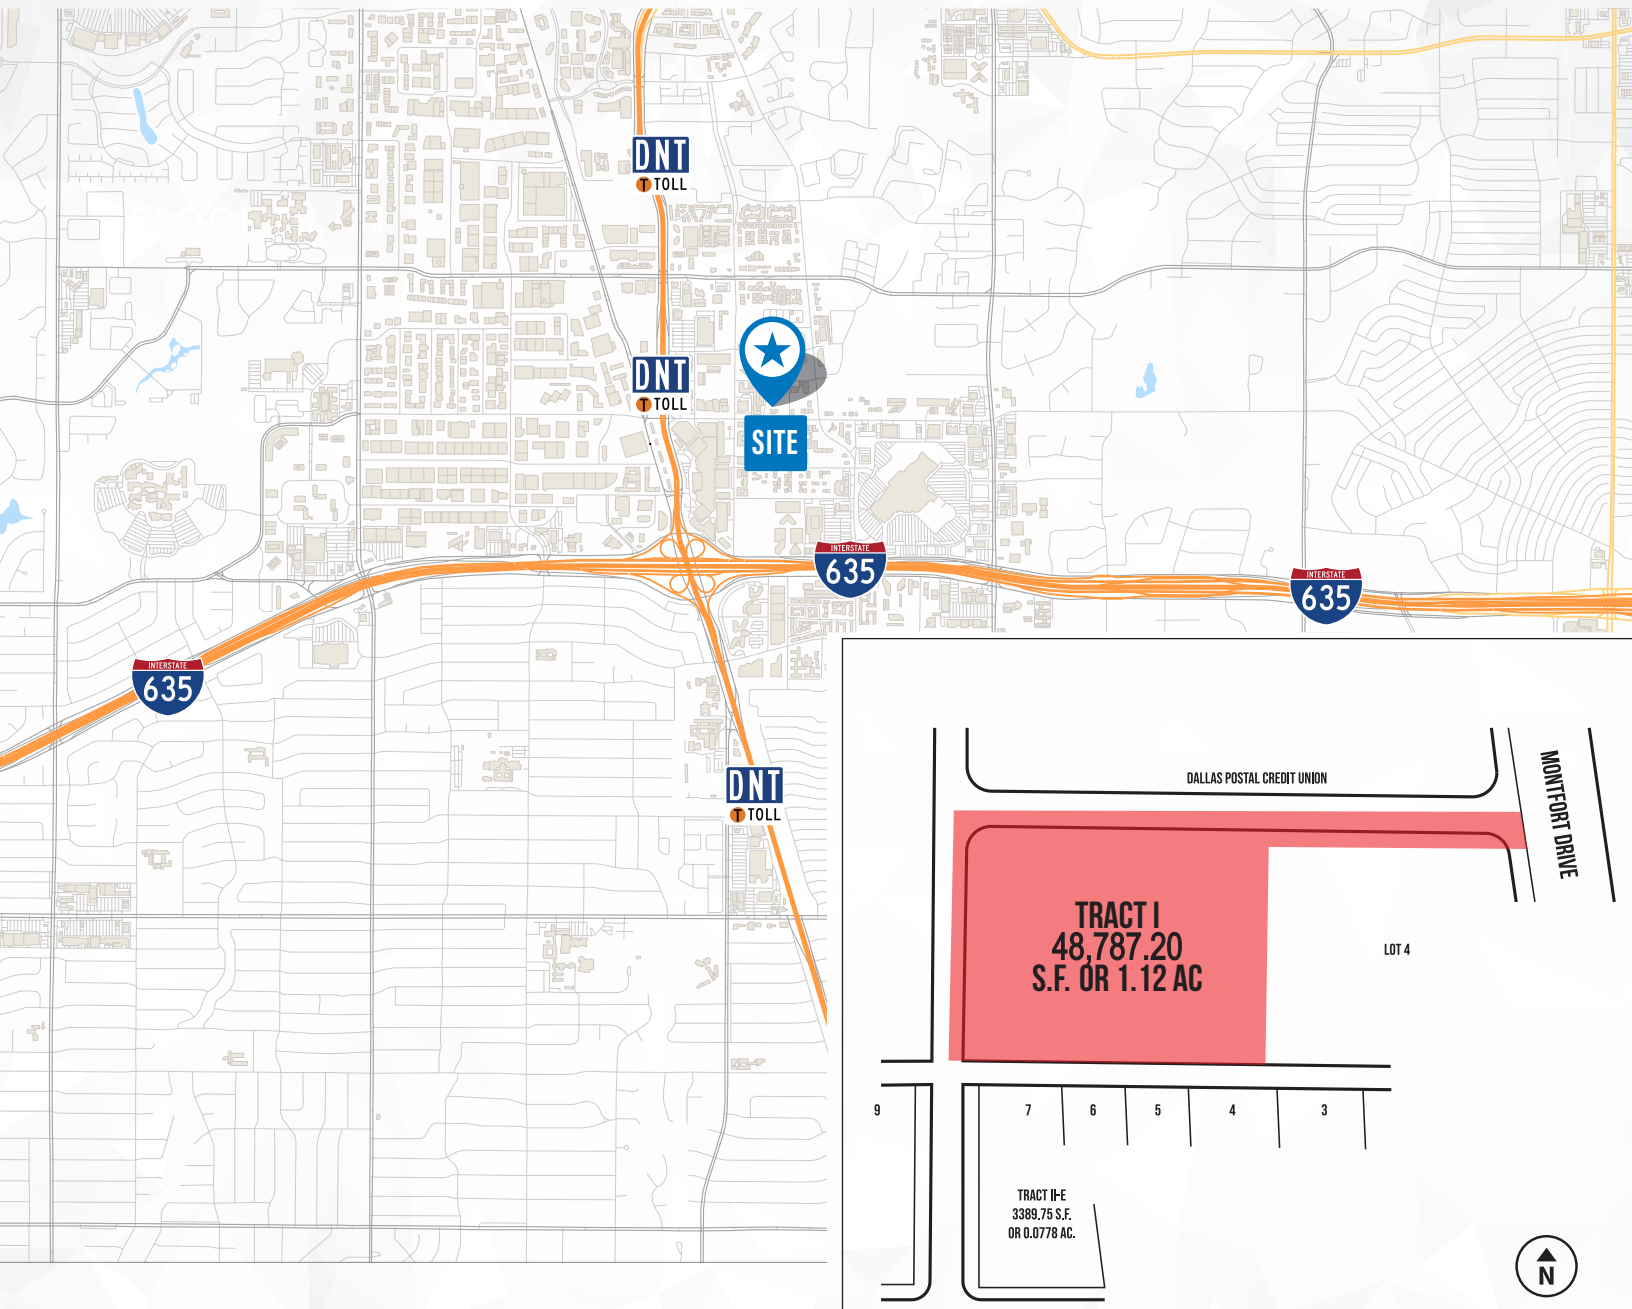 DNT
T TOLL
DNT
T TOLL
SITE
INTERSTATE
635
INTERSTATE
635
INTERSTATE
635
DNT
T TOLL
DALLAS POSTAL CREDIT UNION
MONTFORT DRIVE
TRACT I
48,787.20
S.F. OR 1.12 AC
LOT 4
9
7
6
5
4
3
TRACT II-E
3389.75 S.F.
OR 0.0778 AC.
N